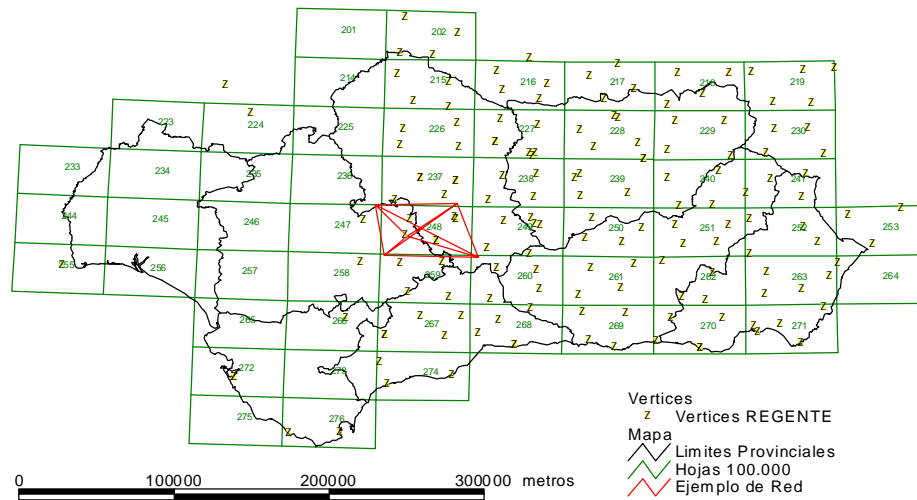 201 202
214 215 216 217 218 219
223 224 225 226 227 228 229 230
233 234 235 236 237 238 239 240 241
244 245 246 247 248 249 250 251 252 253
255 256 257 258 259 260 261 262 263 264
265 266 267 268 269 270 271
272 273 274
275 276
Vertices
z Vertices REGENTE
Mapa
Limites Provinciales
Hojas 100.000
Ejemplo de Red
0 100000 200000 300000 metros